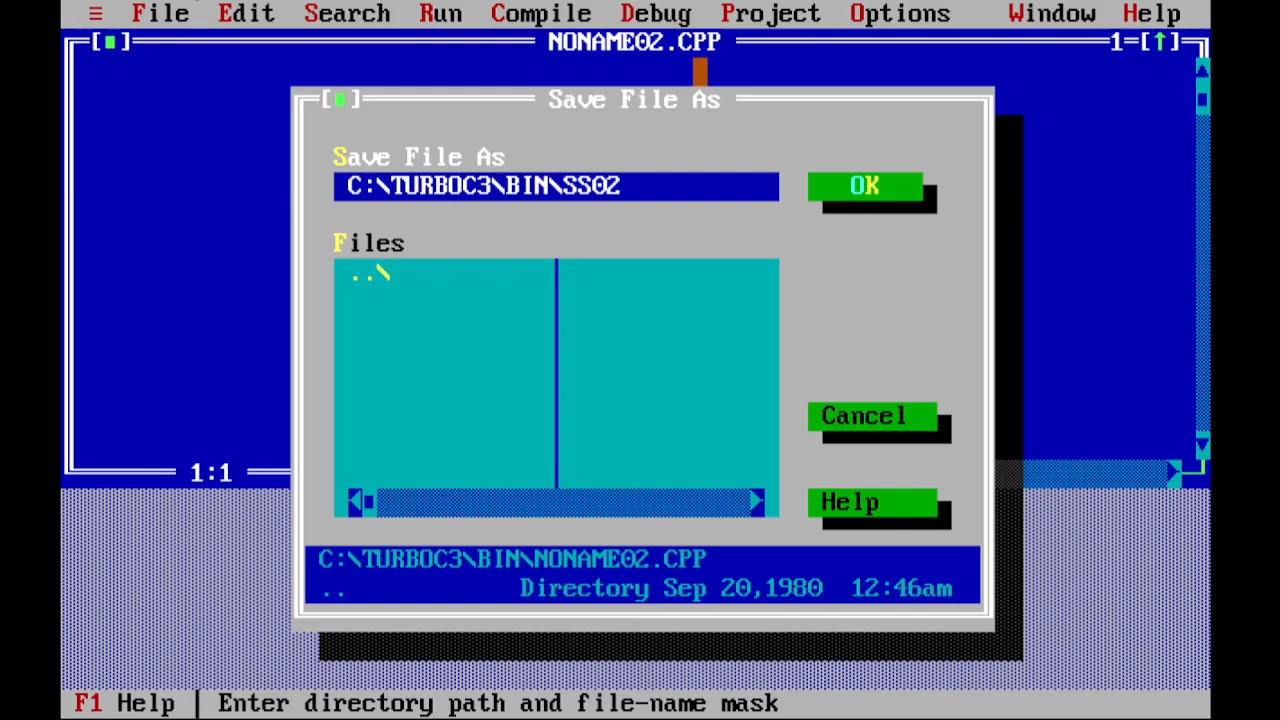 ≡ File Edit Search Run Compile Debug Project Options Window Help
[■] NONAME02.CPP 1=[↑]
[■] Save File As
Save File As
C:\TURBOC3\BIN\SS02 OK
Files
..\
Cancel
Help
C:\TURBOC3\BIN\NONAME02.CPP
.. Directory Sep 20,1980 12:46am
1:1
F1 Help │ Enter directory path and file-name mask